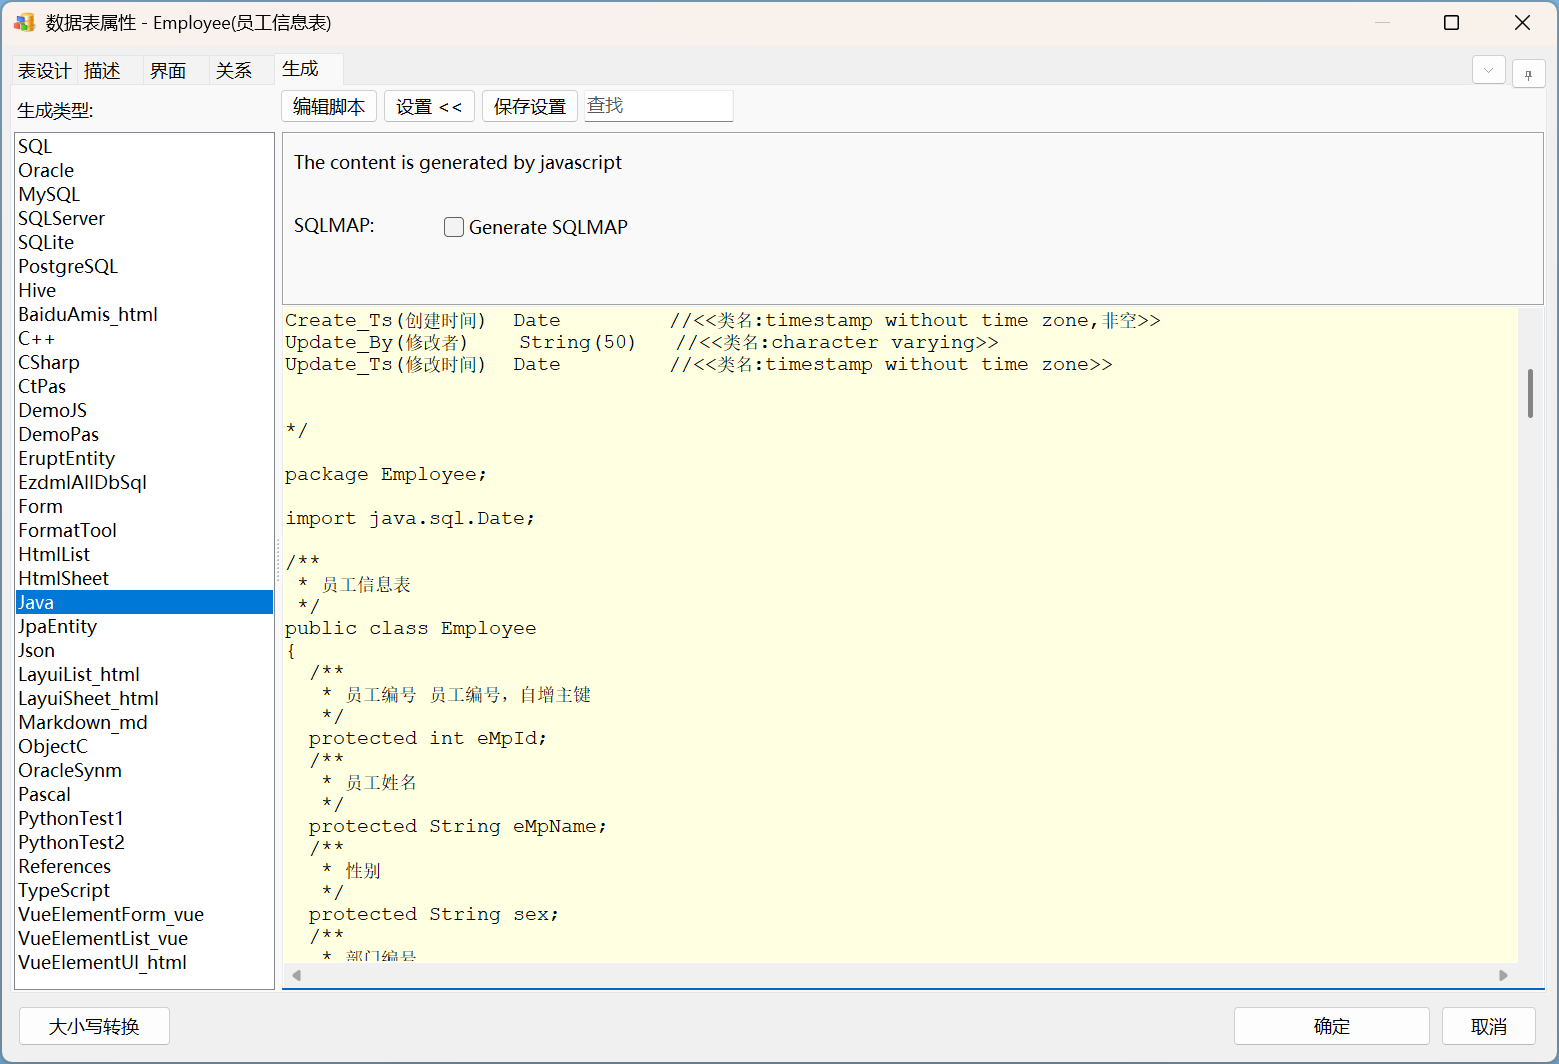 数据表属性 - Employee(员工信息表)
表设计 描述 界面 关系 生成
生成类型:
编辑脚本 设置 << 保存设置 查找
SQL
Oracle
MySQL
SQLServer
SQLite
PostgreSQL
Hive
BaiduAmis_html
C++
CSharp
CtPas
DemoJS
DemoPas
EruptEntity
EzdmlAllDbSql
Form
FormatTool
HtmlList
HtmlSheet
Java
JpaEntity
Json
LayuiList_html
LayuiSheet_html
Markdown_md
ObjectC
OracleSynm
Pascal
PythonTest1
PythonTest2
References
TypeScript
VueElementForm_vue
VueElementList_vue
VueElementUI_html
The content is generated by javascript
SQLMAP: Generate SQLMAP
Create_Ts(创建时间) Date //<<类名:timestamp without time zone,非空>>
Update_By(修改者) String(50) //<<类名:character varying>>
Update_Ts(修改时间) Date //<<类名:timestamp without time zone>>
*/
package Employee;
import java.sql.Date;
/**
* 员工信息表
*/
public class Employee
{
/**
* 员工编号 员工编号，自增主键
*/
protected int eMpId;
/**
* 员工姓名
*/
protected String eMpName;
/**
* 性别
*/
protected String sex;
/**
* 部门编号
大小写转换 确定 取消